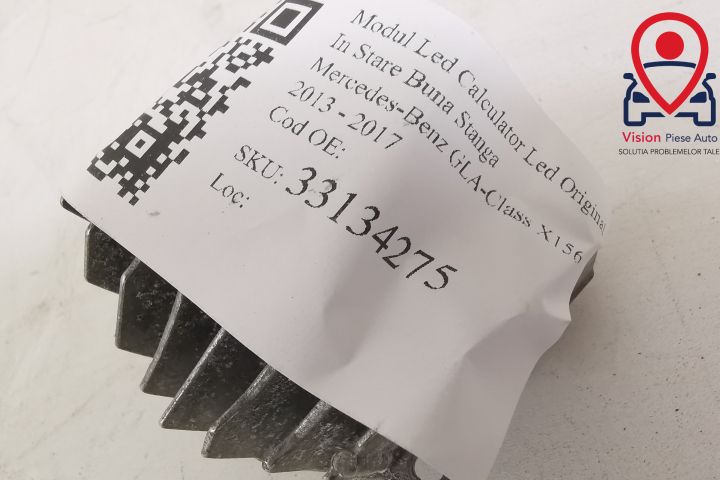 Modul Led Calculator Led Original
In Stare Buna Stanga
Mercedes-Benz GLA-Class X156
2013 - 2017
Cod OE:
SKU: 33134275
Loc:
Vision Piese Auto
SOLUTIA PROBLEMELOR TALE